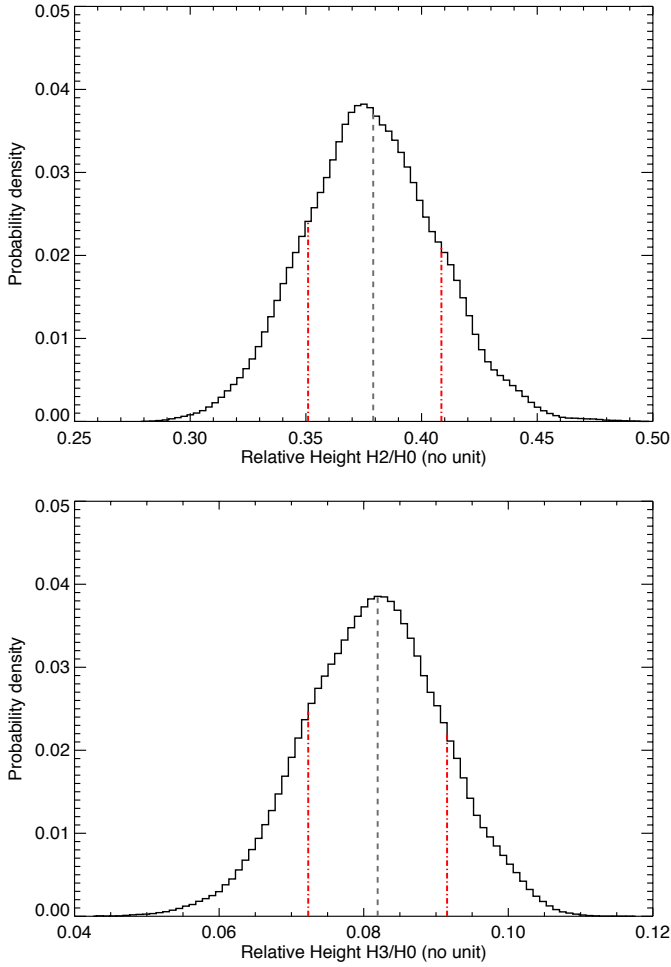 0.05
0.04
0.03
0.02
0.01
0.00
Probability density
0.25 0.30 0.35 0.40 0.45 0.50
Relative Height H2/H0 (no unit)
0.05
0.04
0.03
0.02
0.01
0.00
Probability density
0.04 0.06 0.08 0.10 0.12
Relative Height H3/H0 (no unit)